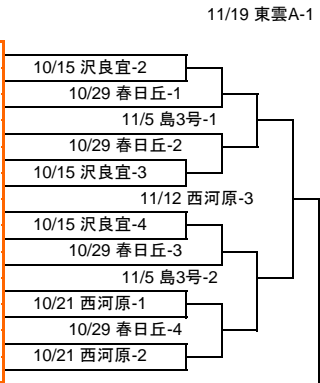 11/19 東雲A-1
10/15 沢良宜-2
10/29 春日丘-1
11/5 島3号-1
10/29 春日丘-2
10/15 沢良宜-3
11/12 西河原-3
10/15 沢良宜-4
10/29 春日丘-3
11/5 島3号-2
10/21 西河原-1
10/29 春日丘-4
10/21 西河原-2